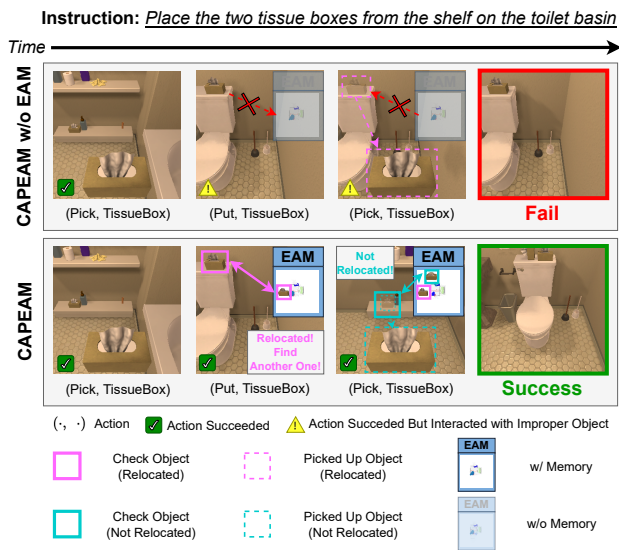 Instruction: Place the two tissue boxes from the shelf on the toilet basin
Time
CAPEAM w/o EAM
(Pick, TissueBox)
(Put, TissueBox)
(Pick, TissueBox)
Fail
CAPEAM
EAM
Relocated!
Find
Another One!
Not
Relocated!
EAM
(Pick, TissueBox)
(Put, TissueBox)
(Pick, TissueBox)
Success
(·, ·) Action
Action Succeeded
Action Succeded But Interacted with Improper Object
Check Object
(Relocated)
Picked Up Object
(Relocated)
EAM
w/ Memory
Check Object
(Not Relocated)
Picked Up Object
(Not Relocated)
EAM
w/o Memory